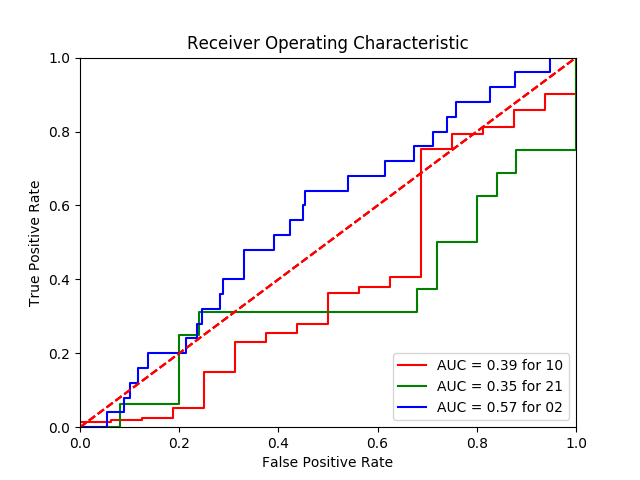 Receiver Operating Characteristic
1.0
0.8
0.6
0.4
0.2
0.0
True Positive Rate
AUC = 0.39 for 10
AUC = 0.35 for 21
AUC = 0.57 for 02
0.0 0.2 0.4 0.6 0.8 1.0
False Positive Rate